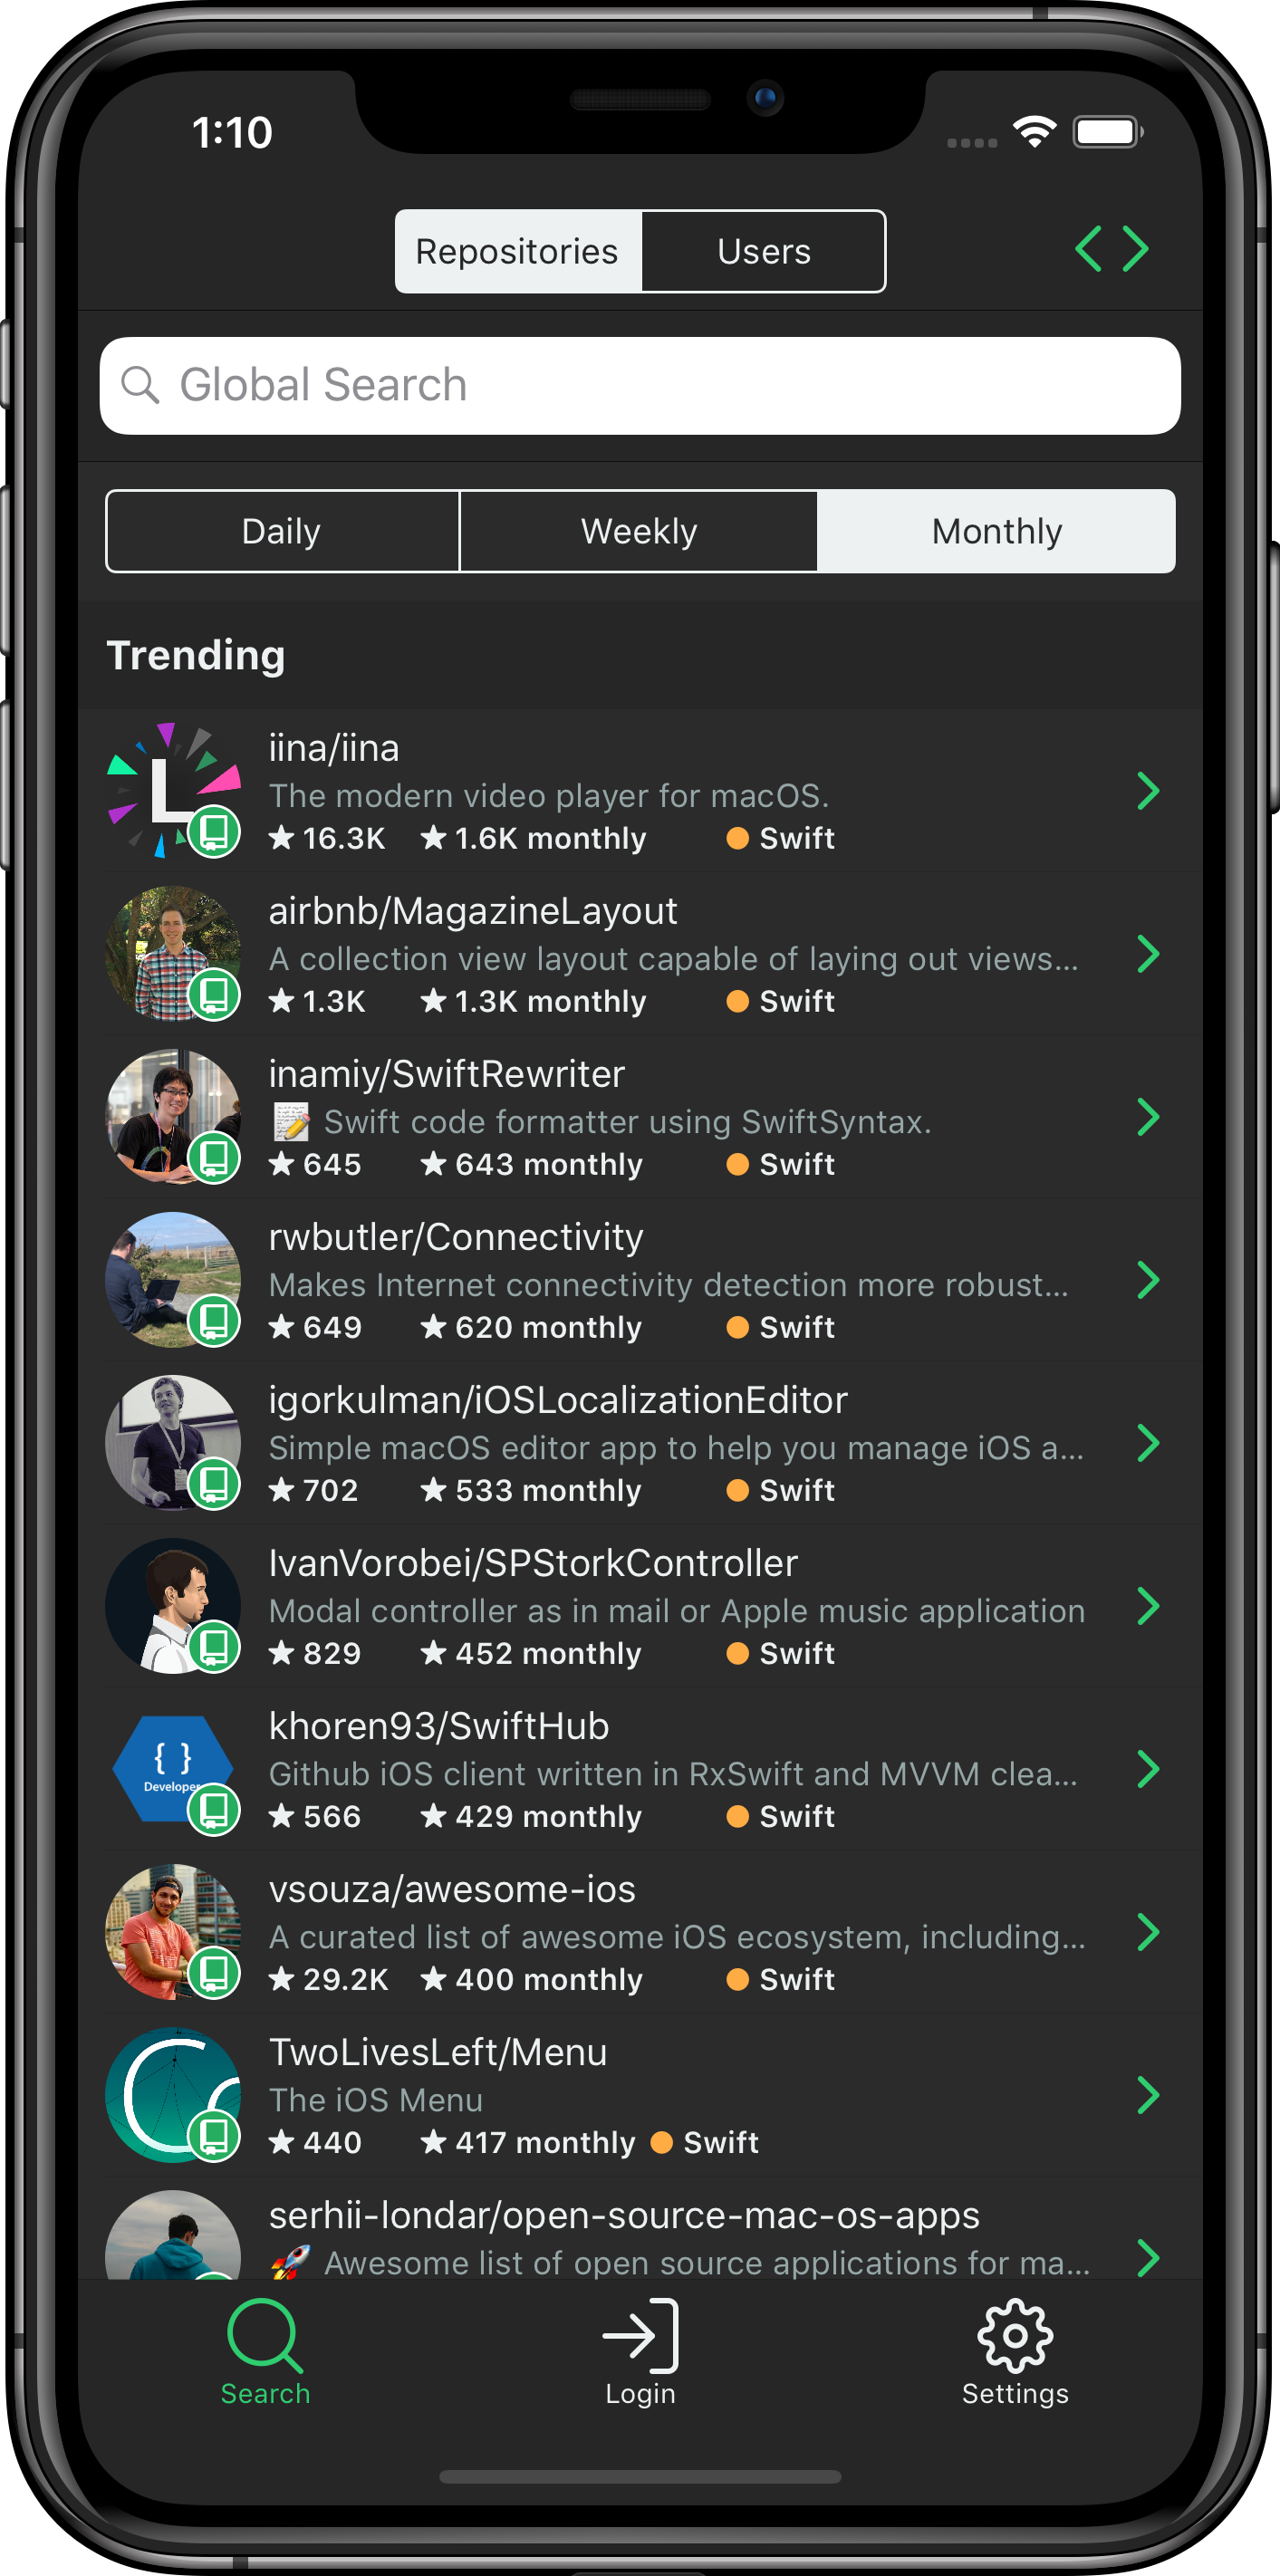 1:10
Repositories Users
Global Search
Daily Weekly Monthly
Trending
iina/iina
The modern video player for macOS.
★ 16.3K ★ 1.6K monthly Swift
airbnb/MagazineLayout
A collection view layout capable of laying out views...
★ 1.3K ★ 1.3K monthly Swift
inamiy/SwiftRewriter
📝 Swift code formatter using SwiftSyntax.
★ 645 ★ 643 monthly Swift
rwbutler/Connectivity
Makes Internet connectivity detection more robust...
★ 649 ★ 620 monthly Swift
igorkulman/iOSLocalizationEditor
Simple macOS editor app to help you manage iOS a...
★ 702 ★ 533 monthly Swift
IvanVorobei/SPStorkController
Modal controller as in mail or Apple music application
★ 829 ★ 452 monthly Swift
khoren93/SwiftHub
{ }
Developer
Github iOS client written in RxSwift and MVVM clea...
★ 566 ★ 429 monthly Swift
vsouza/awesome-ios
A curated list of awesome iOS ecosystem, including...
★ 29.2K ★ 400 monthly Swift
TwoLivesLeft/Menu
The iOS Menu
★ 440 ★ 417 monthly Swift
serhii-londar/open-source-mac-os-apps
🚀 Awesome list of open source applications for ma...
Search Login Settings